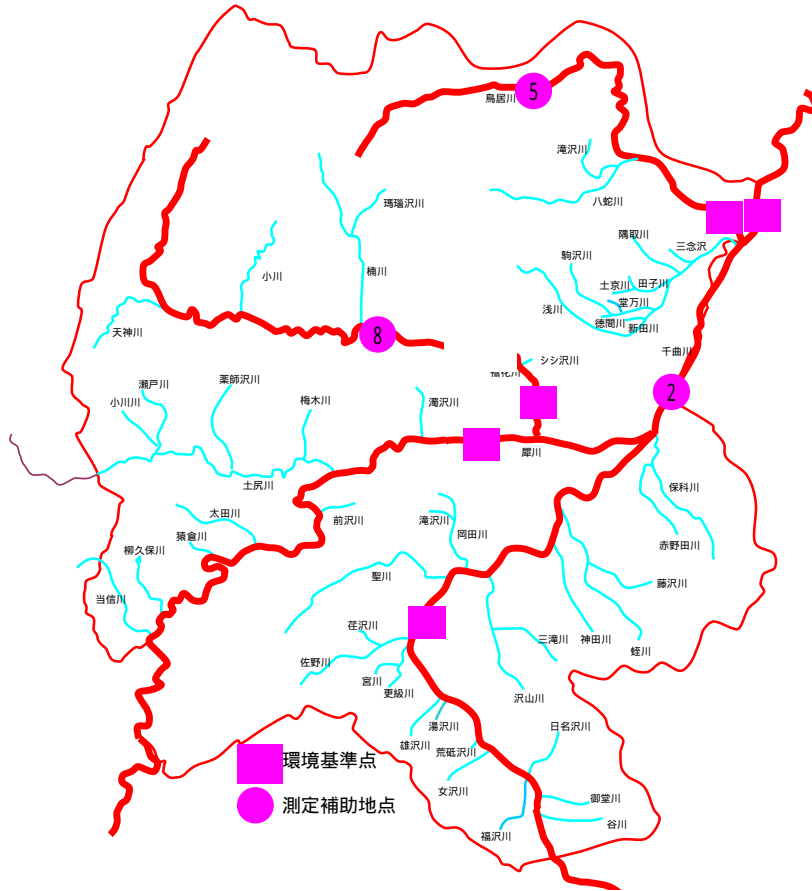 5
鳥居川
滝沢川
八蛇川
瑪瑙沢川
隅取川
三念沢
駒沢川
小川
楠川
土京川
田子川
堂万川
浅川
徳間川
新田川
天神川
8
千曲川
シシ沢川
瀬戸川
薬師沢川
2
小川川
梅木川
濁沢川
犀川
土尻川
保科川
太田川
前沢川
滝沢川
岡田川
猿倉川
赤野田川
柳久保川
聖川
藤沢川
当信川
荏沢川
三滝川
神田川
蛭川
佐野川
宮川
更級川
沢山川
湯沢川
日名沢川
雄沢川
荒砥沢川
環境基準点
女沢川
御堂川
測定補助地点
谷川
福沢川